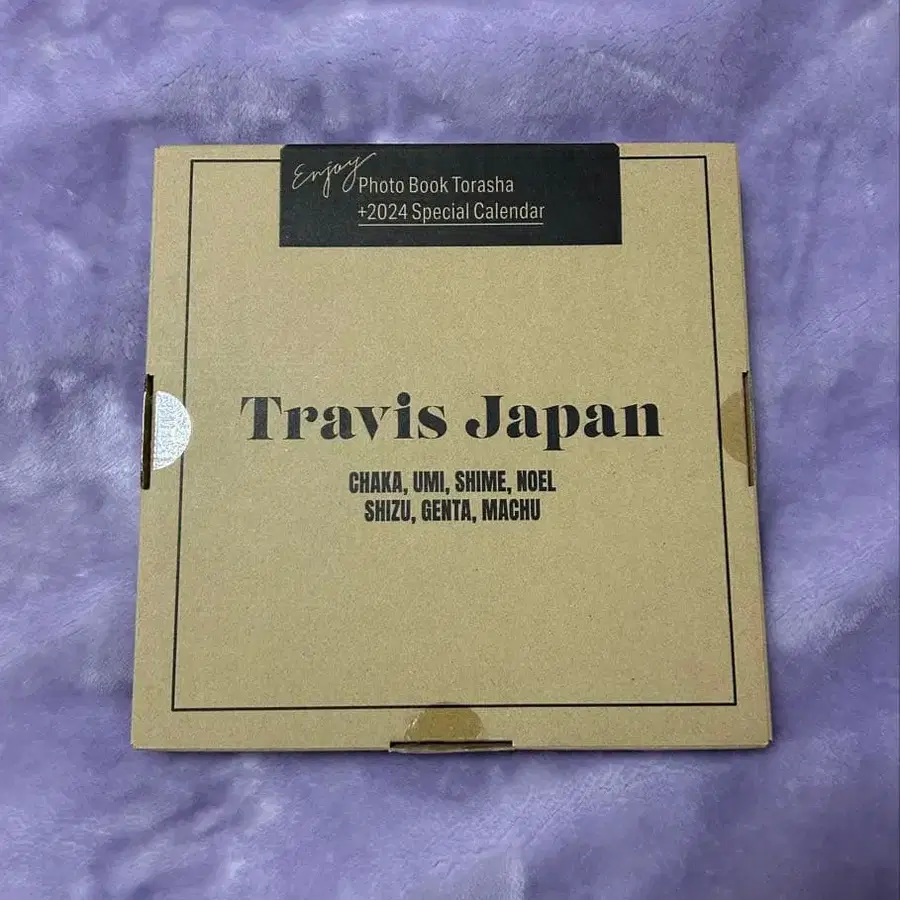 Enjoy
Photo Book Torasha
+2024 Special Calendar
Travis Japan
CHAKA, UMI, SHIME, NOEL
SHIZU, GENTA, MACHU